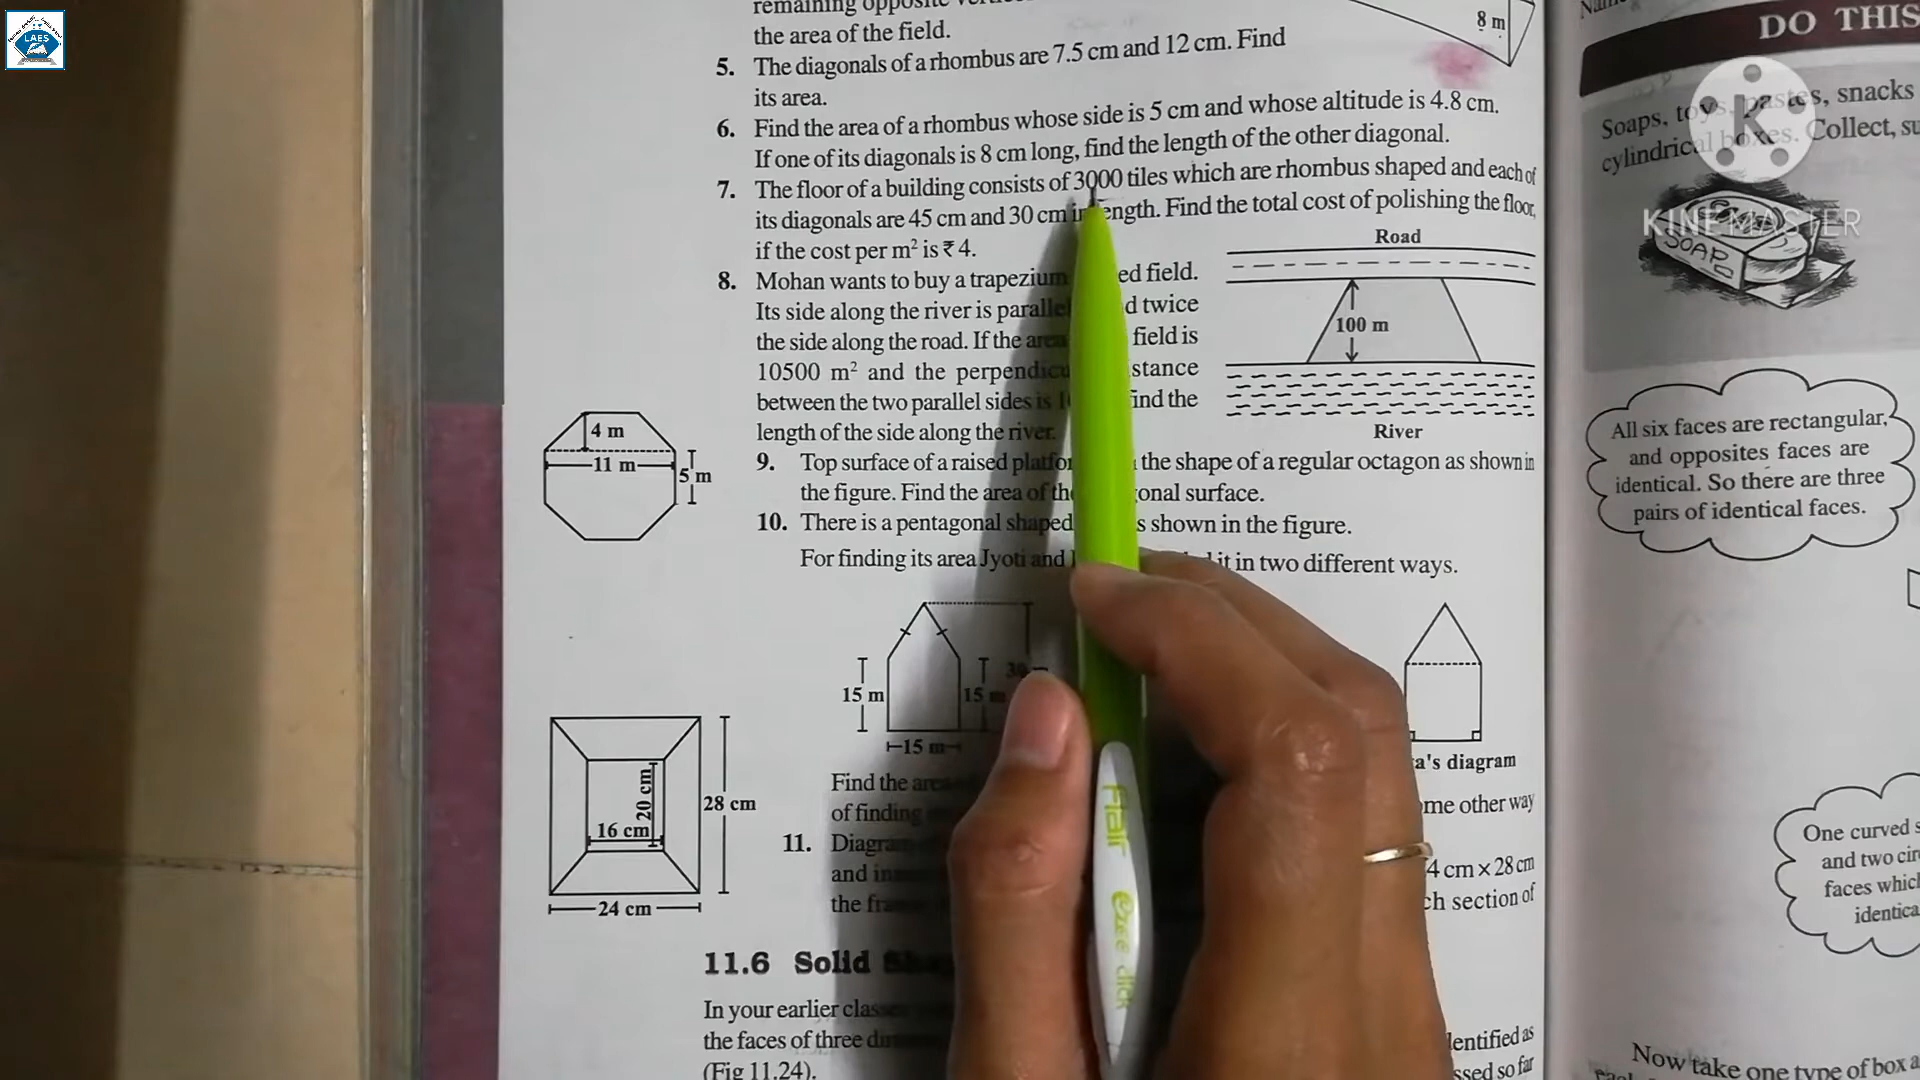 LAES
remaining opposite
the area of the field.
8 m
5. The diagonals of a rhombus are 7.5 cm and 12 cm. Find
its area.
6. Find the area of a rhombus whose side is 5 cm and whose altitude is 4.8 cm.
If one of its diagonals is 8 cm long, find the length of the other diagonal.
7. The floor of a building consists of 3000 tiles which are rhombus shaped and each of
its diagonals are 45 cm and 30 cm in length. Find the total cost of polishing the floor,
if the cost per m² is ₹ 4.
8. Mohan wants to buy a trapezium ed field.
Its side along the river is parallel d twice
the side along the road. If the area field is
10500 m² and the perpendicu stance
between the two parallel sides is 1 ind the
length of the side along the river.
Road
100 m
River
4 m
11 m
5 m
9. Top surface of a raised platfo the shape of a regular octagon as shown in
the figure. Find the area of th onal surface.
10. There is a pentagonal shaped s shown in the figure.
For finding its area Jyoti and it in two different ways.
15 m
15 m
30
15 m
a's diagram
Find the area
of finding me other way
11. Diagra 4 cm × 28 cm
and in ch section of
the fra
20 cm
16 cm
28 cm
24 cm
11.6 Solid Sha
In your earlier class entified as
the faces of three di ssed so far
(Fig 11.24).
DO THIS
Soaps, toys, pastes, snacks
cylindrical boxes. Collect, su
SOAP
KINEMASTER
All six faces are rectangular,
and opposites faces are
identical. So there are three
pairs of identical faces.
One curved s
and two circ
faces which
identica
Now take one type of box a
Flair